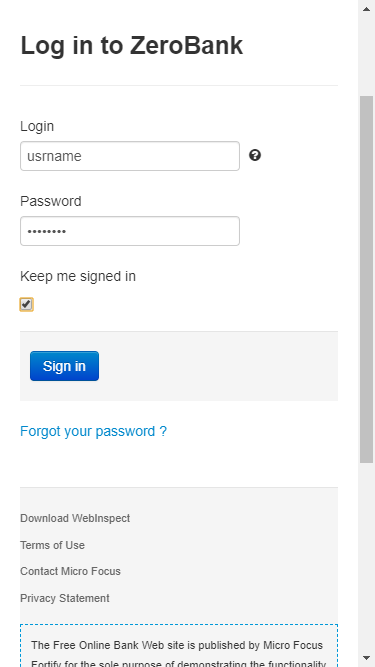 Log in to ZeroBank
Login
usrname
Password
••••••••
Keep me signed in
Sign in
Forgot your password ?
Download WebInspect
Terms of Use
Contact Micro Focus
Privacy Statement
The Free Online Bank Web site is published by Micro Focus
Fortify for the sole purpose of demonstrating the functionality